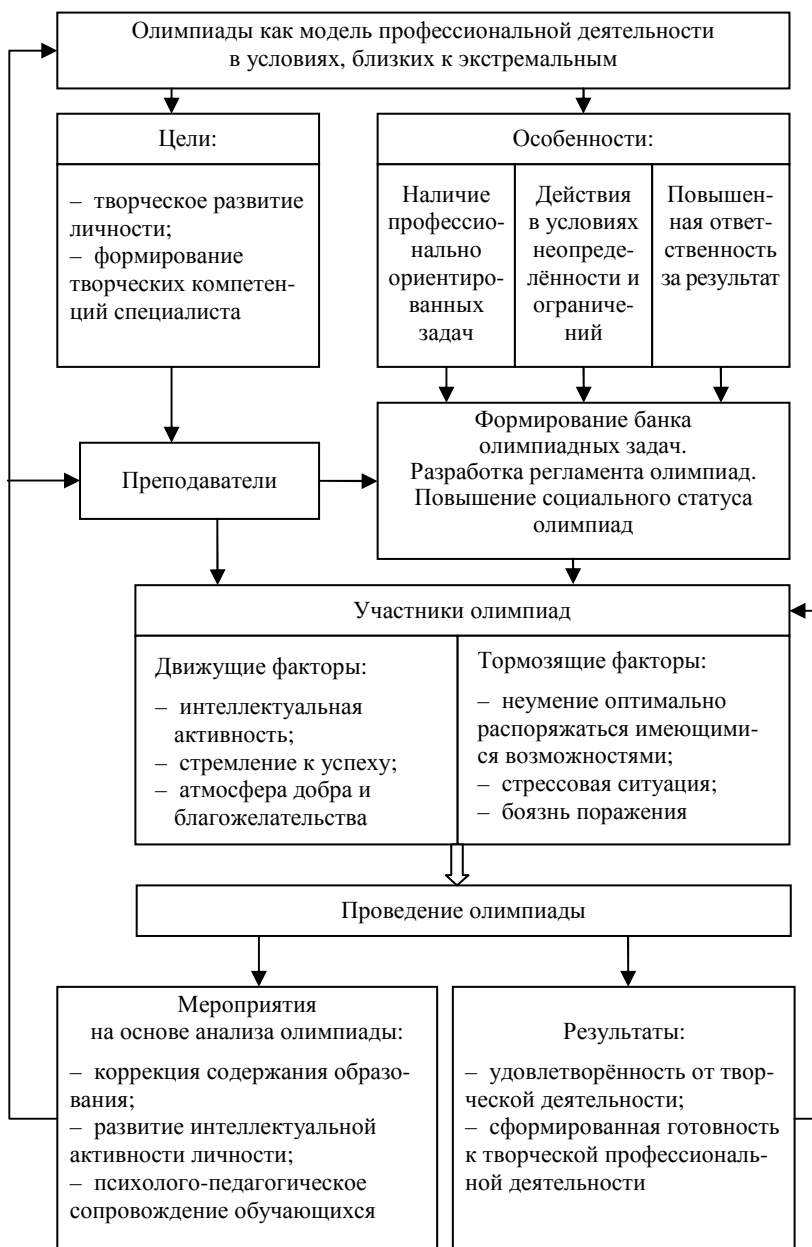 Олимпиады как модель профессиональной деятельности
в условиях, близких к экстремальным
Цели:
– творческое развитие
личности;
– формирование
творческих компетен-
ций специалиста
Особенности:
Наличие
профессио-
нально
ориентиро-
ванных
задач
Действия
в условиях
неопреде-
лённости и
ограниче-
ний
Повышен-
ная ответ-
ственность
за результат
Преподаватели
Формирование банка
олимпиадных задач.
Разработка регламента олимпиад.
Повышение социального статуса
олимпиад
Участники олимпиад
Движущие факторы:
– интеллектуальная
активность;
– стремление к успеху;
– атмосфера добра и
благожелательства
Тормозящие факторы:
– неумение оптимально
распоряжаться имеющими-
ся возможностями;
– стрессовая ситуация;
– боязнь поражения
Проведение олимпиады
Мероприятия
на основе анализа олимпиады:
– коррекция содержания образо-
вания;
– развитие интеллектуальной
активности личности;
– психолого-педагогическое
сопровождение обучающихся
Результаты:
– удовлетворённость от твор-
ческой деятельности;
– сформированная готовность
к творческой профессиональ-
ной деятельности